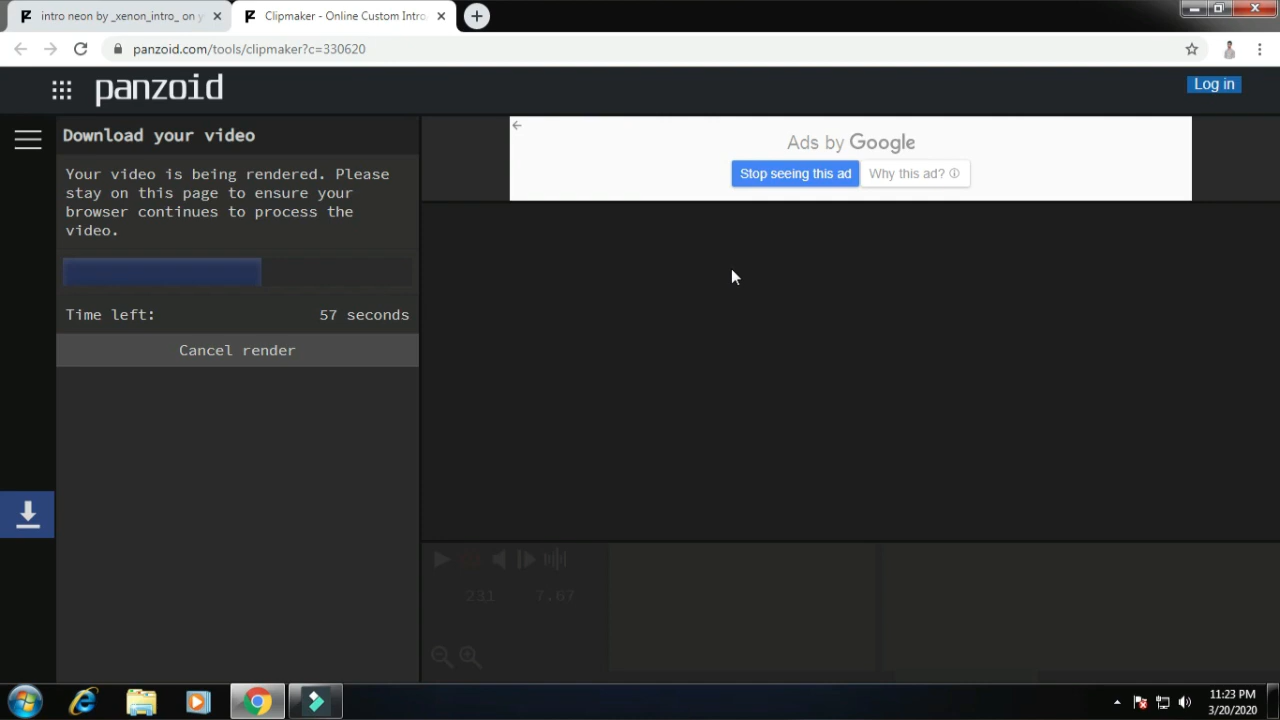 intro neon by _xenon_intro_ on y
Clipmaker - Online Custom Intro
panzoid.com/tools/clipmaker?c=330620
panzoid
Log in
Download your video
Your video is being rendered. Please
stay on this page to ensure your
browser continues to process the
video.
Time left: 57 seconds
Cancel render
Ads by Google
Stop seeing this ad Why this ad?
231 7.67
11:23 PM
3/20/2020